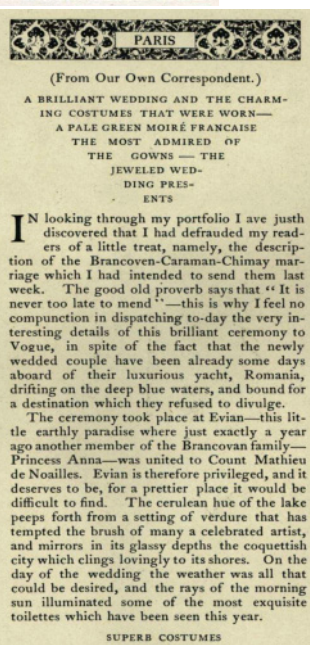 PARIS
(From Our Own Correspondent.)
A BRILLIANT WEDDING AND THE CHARM-
ING COSTUMES THAT WERE WORN—
A PALE GREEN MOIRÉ FRANCAISE
THE MOST ADMIRED OF
THE GOWNS — THE
JEWELED WED-
DING PRES-
ENTS
IN looking through my portfolio I ave justh
discovered that I had defrauded my read-
ers of a little treat, namely, the descrip-
tion of the Brancoven-Caraman-Chimay mar-
riage which I had intended to send them last
week. The good old proverb says that “ It is
never too late to mend ”—this is why I feel no
compunction in dispatching to-day the very in-
teresting details of this brilliant ceremony to
Vogue, in spite of the fact that the newly
wedded couple have been already some days
aboard of their luxurious yacht, Romania,
drifting on the deep blue waters, and bound for
a destination which they refused to divulge.
The ceremony took place at Evian—this lit-
tle earthly paradise where just exactly a year
ago another member of the Brancovan family—
Princess Anna—was united to Count Mathieu
de Noailles. Evian is therefore privileged, and it
deserves to be, for a prettier place it would be
difficult to find. The cerulean hue of the lake
peeps forth from a setting of verdure that has
tempted the brush of many a celebrated artist,
and mirrors in its glassy depths the coquettish
city which clings lovingly to its shores. On the
day of the wedding the weather was all that
could be desired, and the rays of the morning
sun illuminated some of the most exquisite
toilettes which have been seen this year.
SUPERB COSTUMES